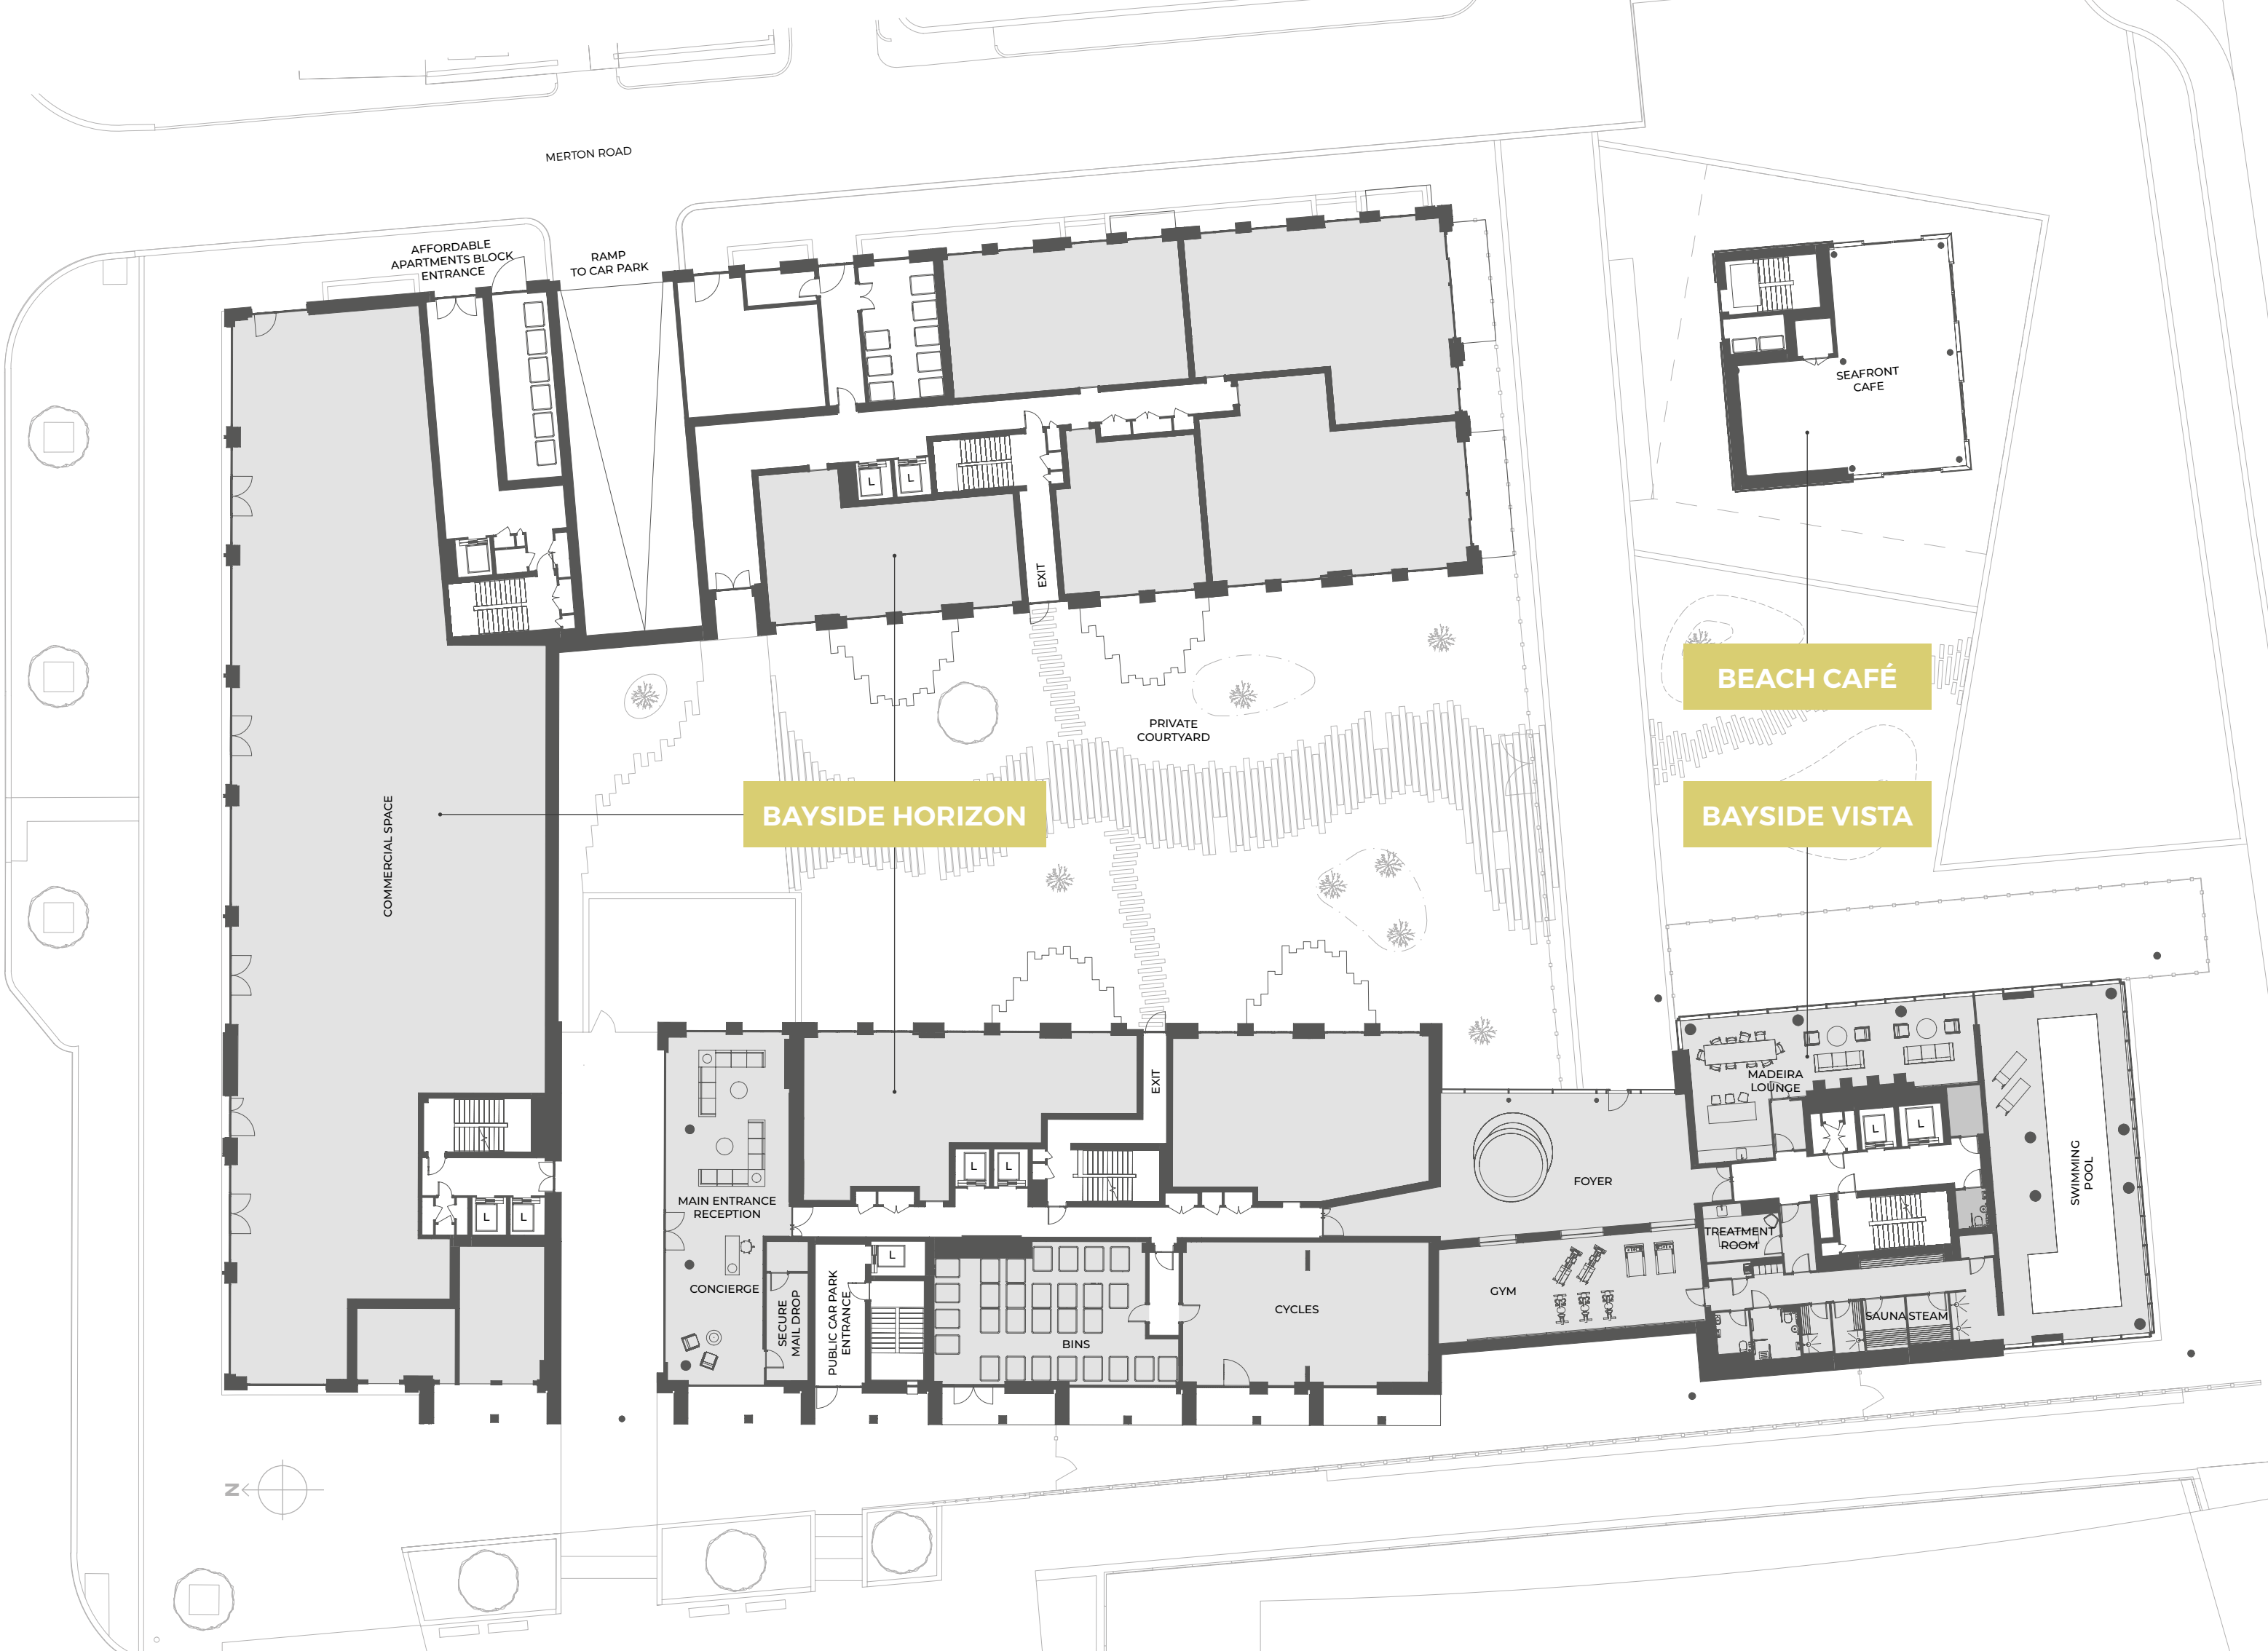 MERTON ROAD
AFFORDABLE
APARTMENTS BLOCK
ENTRANCE
RAMP
TO CAR PARK
SEAFRONT
CAFE
L
L
EXIT
BEACH CAFÉ
PRIVATE
COURTYARD
COMMERCIAL SPACE
BAYSIDE HORIZON
BAYSIDE VISTA
EXIT
MADEIRA
LOUNGE
L
L
L
L
L
L
MAIN ENTRANCE
RECEPTION
FOYER
SWIMMING
POOL
TREATMENT
ROOM
L
CONCIERGE
SECURE
MAIL DROP
PUBLIC CAR PARK
ENTRANCE
BINS
CYCLES
GYM
SAUNA STEAM
N